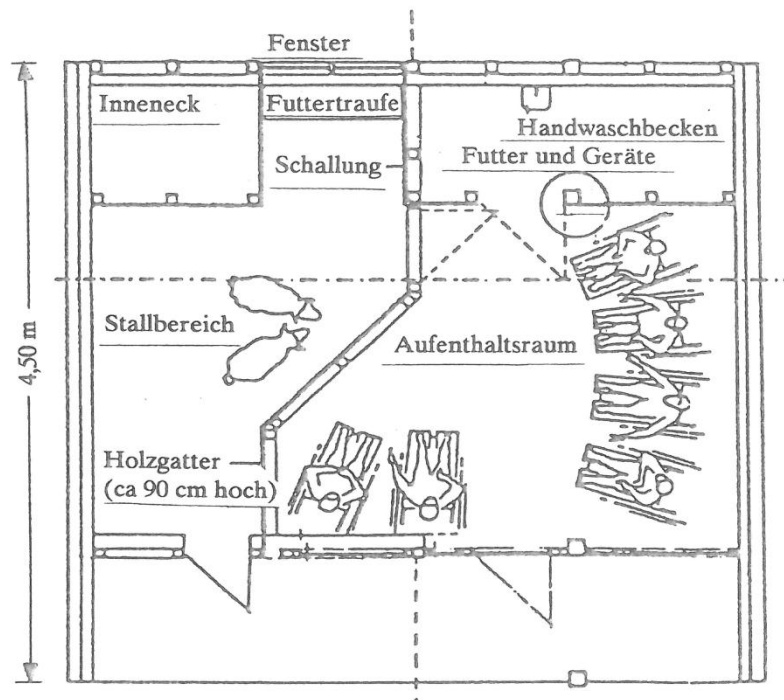 Fenster
Inneneck
Futtertraufe
Handwaschbecken
Schallung
Futter und Geräte
Stallbereich
Aufenthaltsraum
4,50 m
Holzgatter
(ca 90 cm hoch)